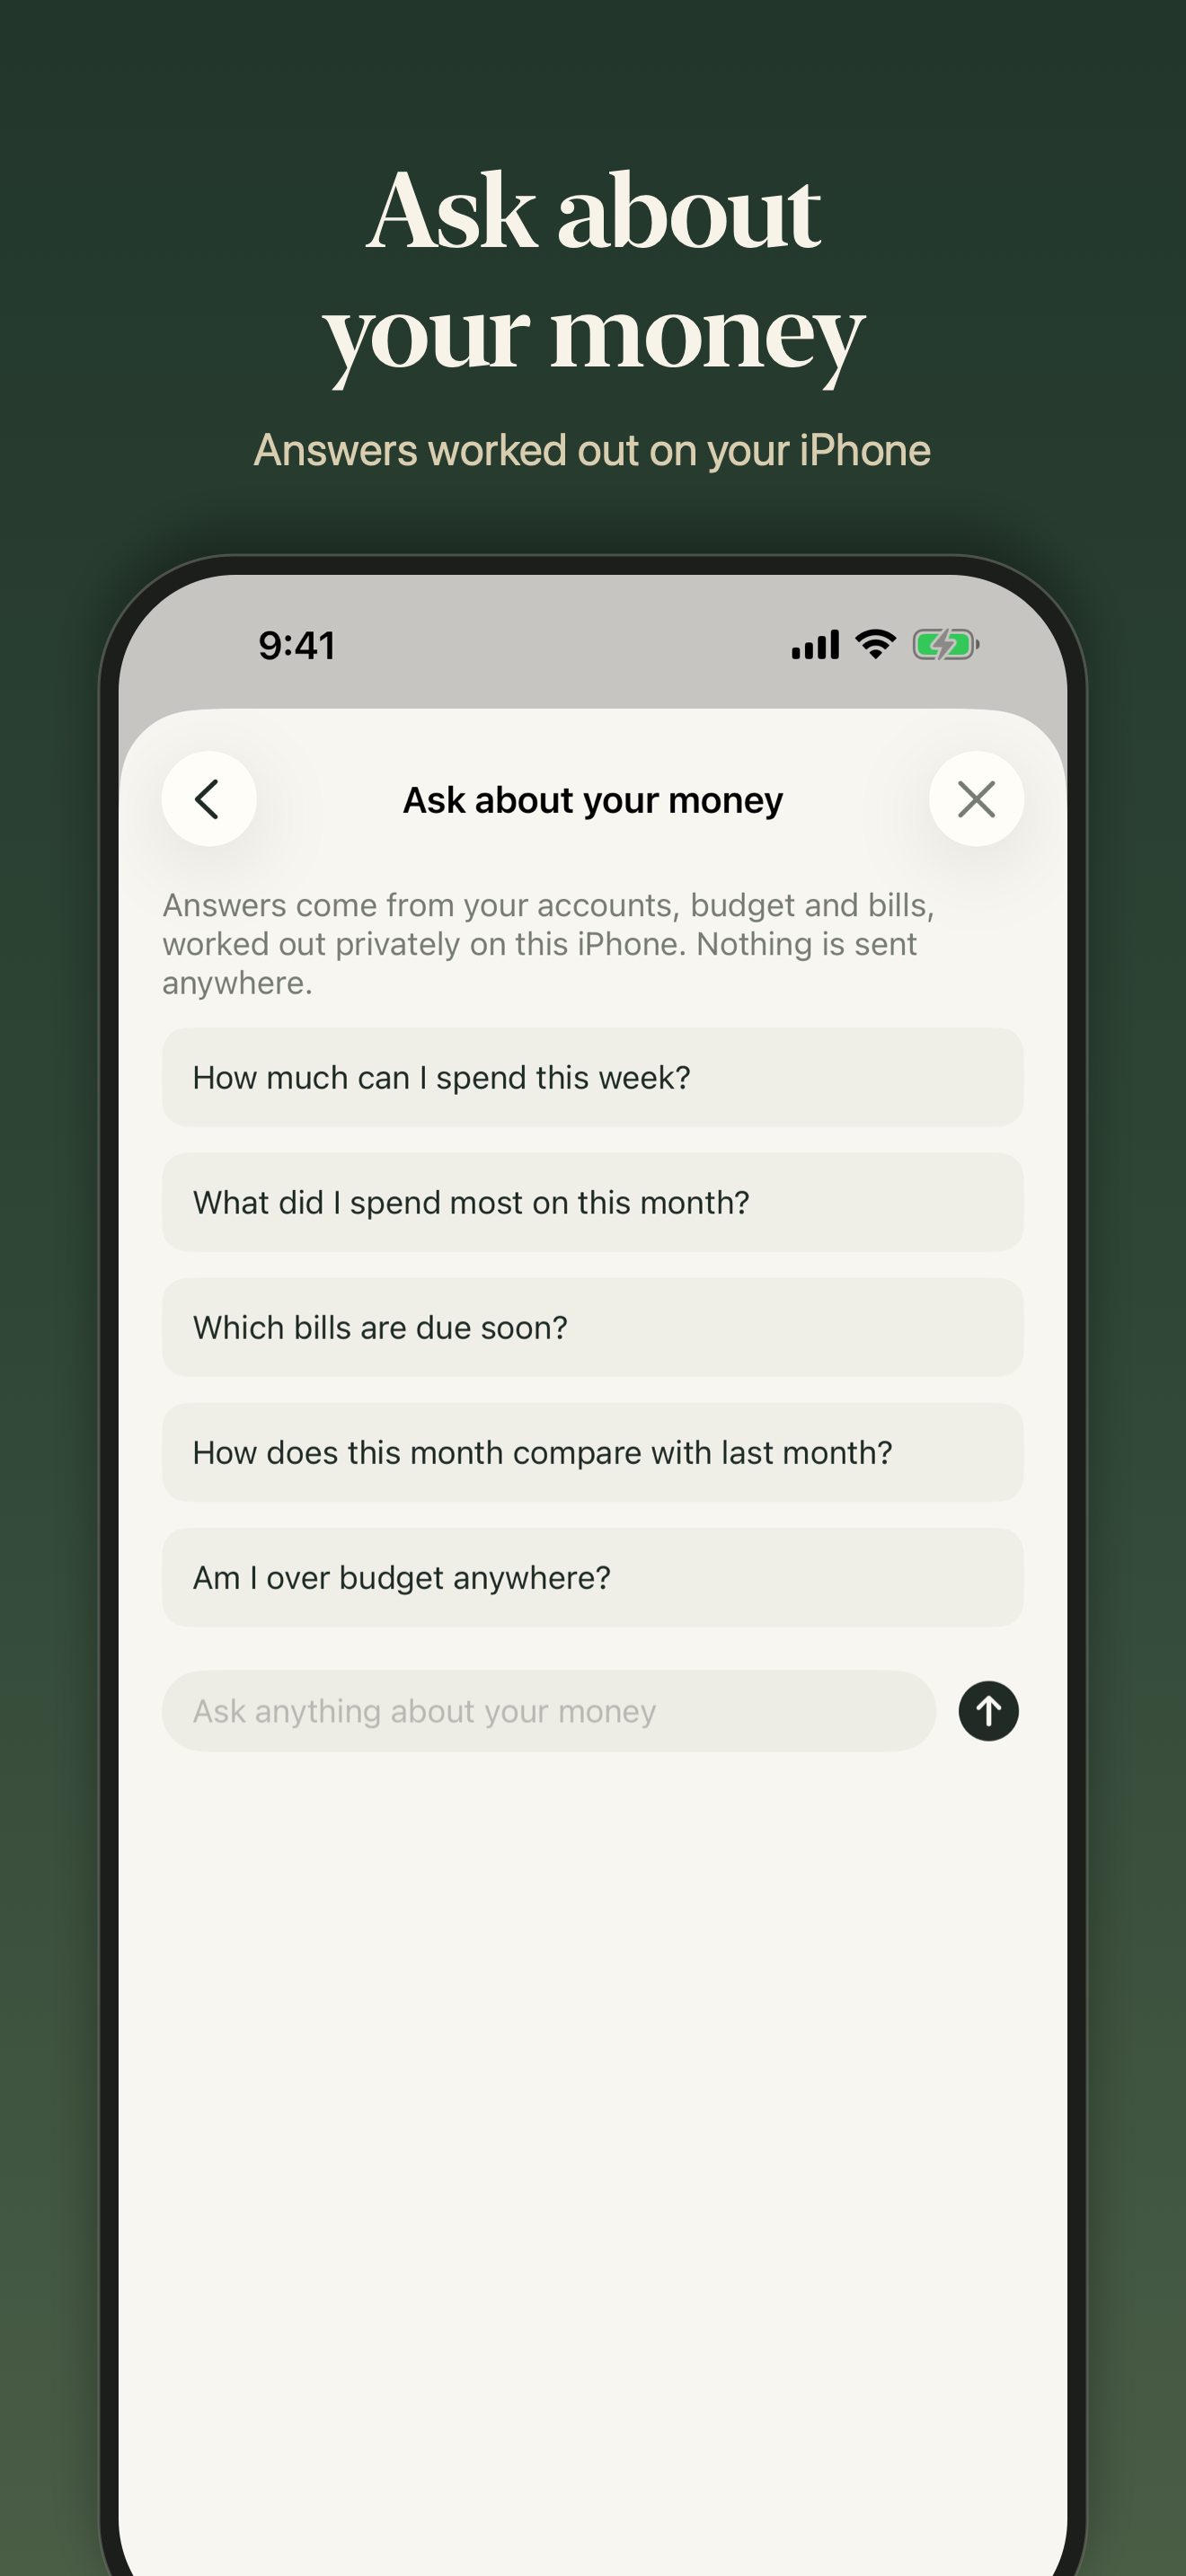 Ask about
your money
Answers worked out on your iPhone
9:41
Ask about your money
Answers come from your accounts, budget and bills,
worked out privately on this iPhone. Nothing is sent
anywhere.
How much can I spend this week?
What did I spend most on this month?
Which bills are due soon?
How does this month compare with last month?
Am I over budget anywhere?
Ask anything about your money